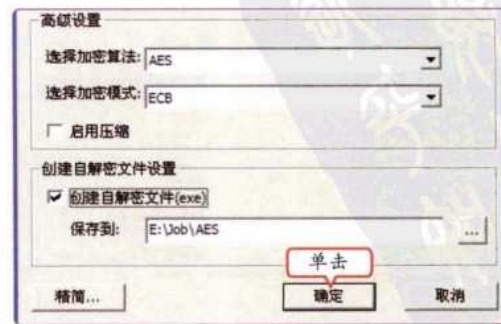 高级设置
选择加密算法: AES
选择加密模式: ECB
启用压缩
创建自解密文件设置
创建自解密文件(exe)
保存到: E:\Job\AES ...
单击
精简... 确定 取消